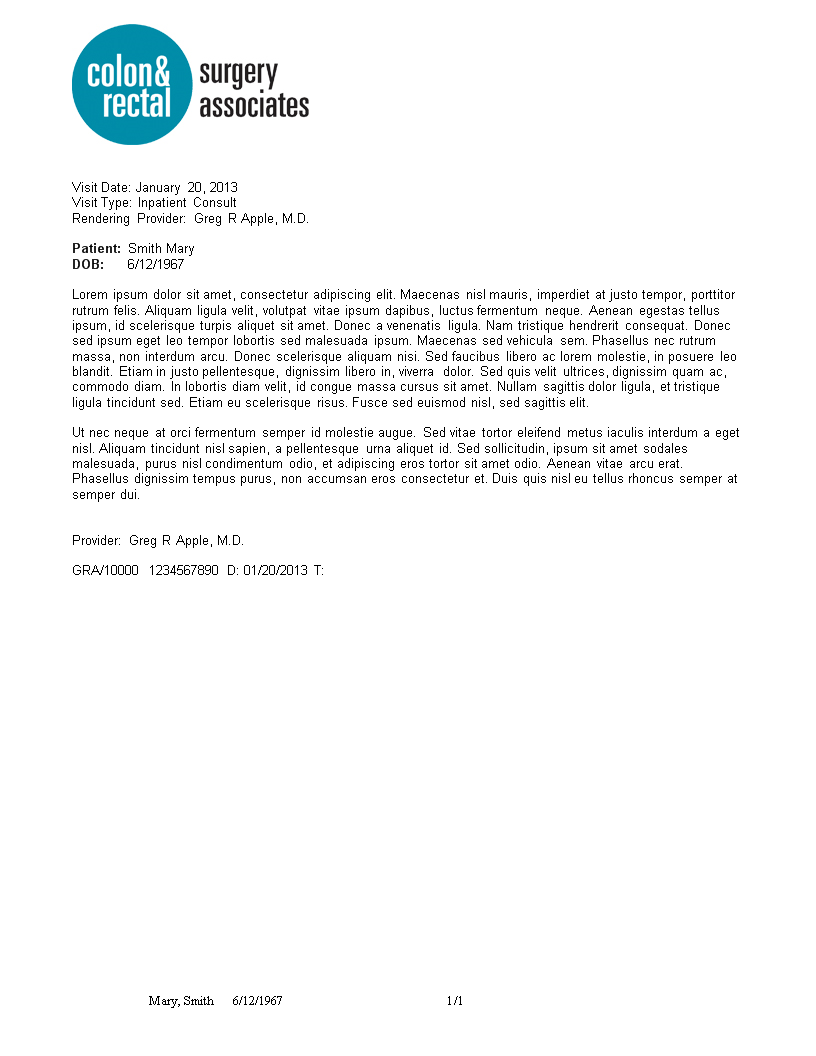 colon&
rectal
surgery
associates
Visit Date: January 20, 2013
Visit Type: Inpatient Consult
Rendering Provider: Greg R Apple, M.D.
Patient: Smith Mary
DOB: 6/12/1967
Lorem ipsum dolor sit amet, consectetur adipiscing elit. Maecenas nisl mauris, imperdiet at justo tempor, porttitor
rutrum felis. Aliquam ligula velit, volutpat vitae ipsum dapibus, luctus fermentum neque. Aenean egestas tellus
ipsum, id scelerisque turpis aliquet sit amet. Donec a venenatis ligula. Nam tristique hendrerit consequat. Donec
sed ipsum eget leo tempor lobortis sed malesuada ipsum. Maecenas sed vehicula sem. Phasellus nec rutrum
massa, non interdum arcu. Donec scelerisque aliquam nisi. Sed faucibus libero ac lorem molestie, in posuere leo
blandit. Etiam in justo pellentesque, dignissim libero in, viverra dolor. Sed quis velit ultrices, dignissim quam ac,
commodo diam. In lobortis diam velit, id congue massa cursus sit amet. Nullam sagittis dolor ligula, et tristique
ligula tincidunt sed. Etiam eu scelerisque risus. Fusce sed euismod nisl, sed sagittis elit.
Ut nec neque at orci fermentum semper id molestie augue. Sed vitae tortor eleifend metus iaculis interdum a eget
nisl. Aliquam tincidunt nisl sapien, a pellentesque urna aliquet id. Sed sollicitudin, ipsum sit amet sodales
malesuada, purus nisl condimentum odio, et adipiscing eros tortor sit amet odio. Aenean vitae arcu erat.
Phasellus dignissim tempus purus, non accumsan eros consectetur et. Duis quis nisl eu tellus rhoncus semper at
semper dui.
Provider: Greg R Apple, M.D.
GRA/10000 1234567890 D: 01/20/2013 T:
Mary, Smith 6/12/1967 1/1